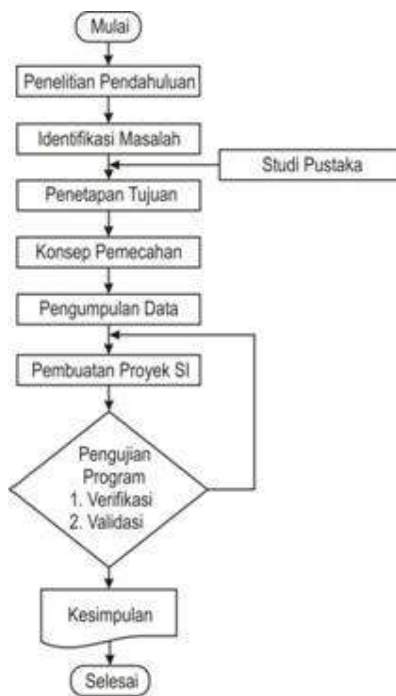 Mulai
Penelitian Pendahuluan
Identifikasi Masalah
Studi Pustaka
Penetapan Tujuan
Konsep Pemecahan
Pengumpulan Data
Pembuatan Proyek SI
Pengujian
Program
1. Verifikasi
2. Validasi
Kesimpulan
Selesai